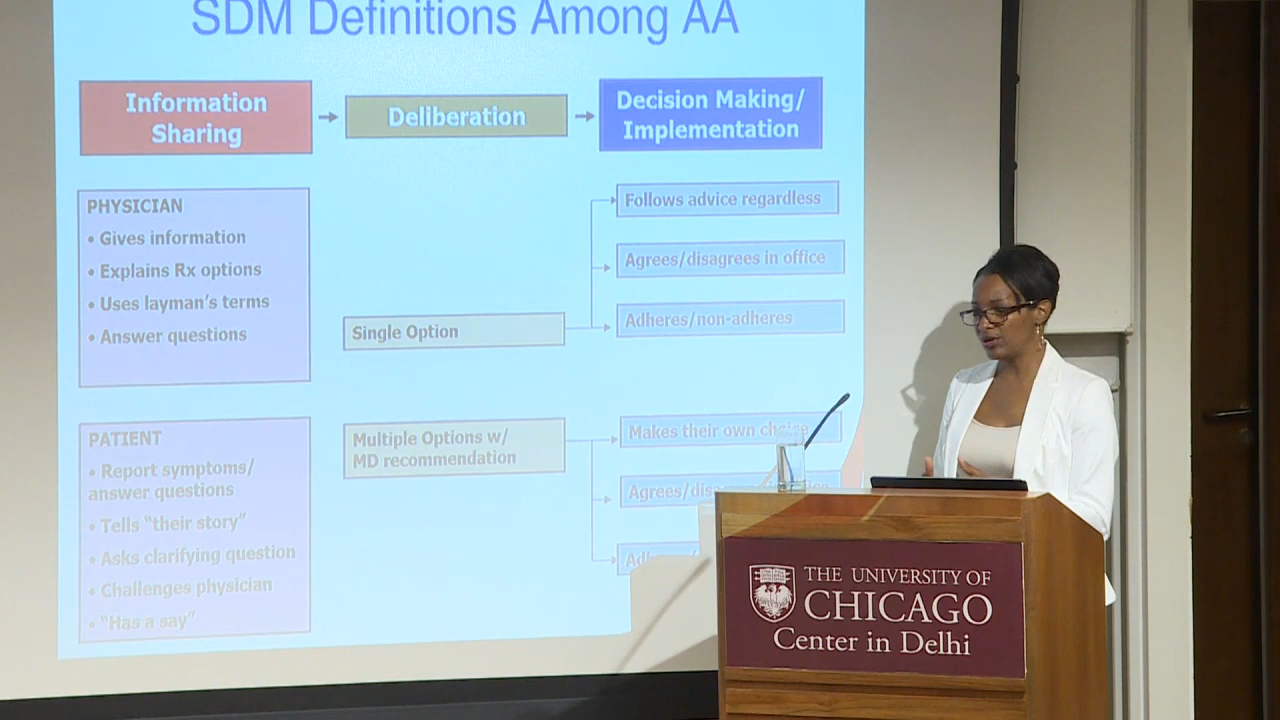 SDM Definitions Among AA
Information
Sharing
Deliberation
Decision Making/
Implementation
PHYSICIAN
• Gives information
• Explains Rx options
• Uses layman's terms
• Answer questions
Follows advice regardless
Agrees/disagrees in office
Adheres/non-adheres
Single Option
PATIENT
• Report symptoms/
answer questions
• Tells “their story”
• Asks clarifying question
• Challenges physician
• “Has a say”
Multiple Options w/
MD recommendation
Makes their own choice
THE UNIVERSITY OF
CHICAGO
Center in Delhi